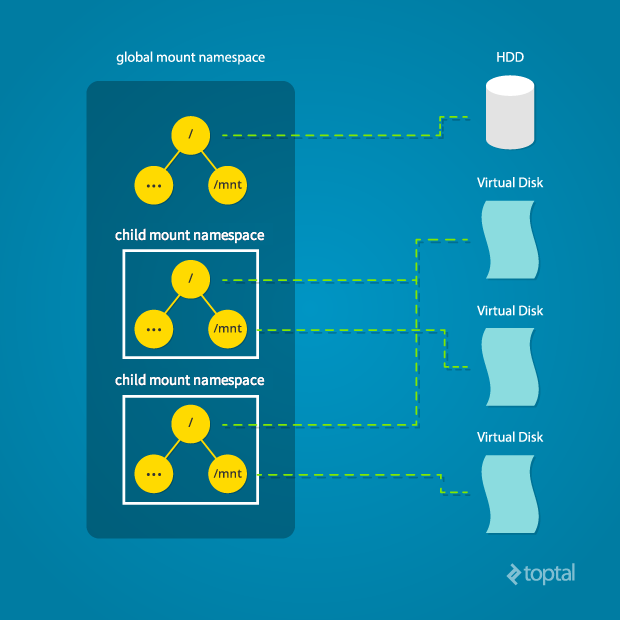 global mount namespace
HDD
/
...
/mnt
Virtual Disk
child mount namespace
/
...
/mnt
Virtual Disk
child mount namespace
/
...
/mnt
Virtual Disk
toptal